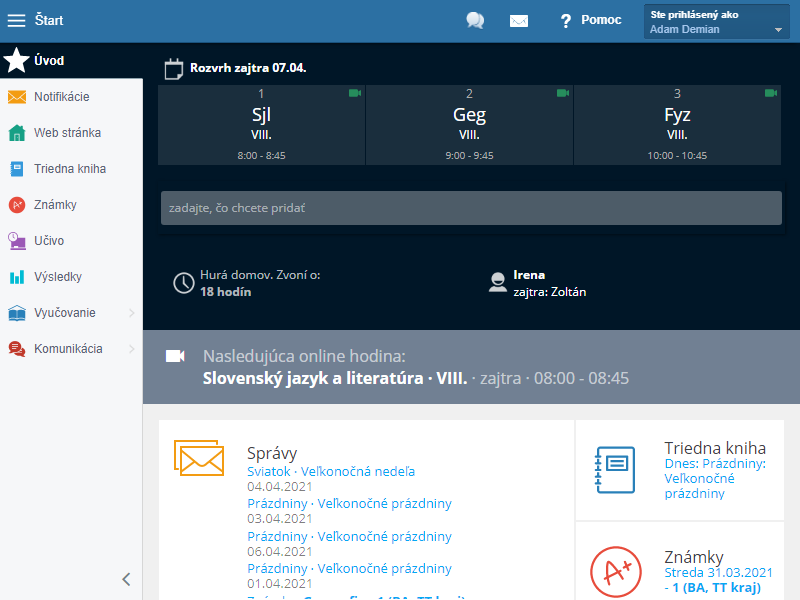 Štart
Pomoc
Ste prihlásený ako
Adam Demian
Úvod
Notifikácie
Web stránka
Triedna kniha
Známky
Učivo
Výsledky
Vyučovanie
Komunikácia
Rozvrh zajtra 07.04.
1
Sjl
VIII.
8:00 - 8:45
2
Geg
VIII.
9:00 - 9:45
3
Fyz
VIII.
10:00 - 10:45
zadajte, čo chcete pridať
Hurá domov. Zvoní o:
18 hodín
Irena
zajtra: Zoltán
Nasledujúca online hodina:
Slovenský jazyk a literatúra · VIII. · zajtra · 08:00 - 08:45
Správy
Sviatok · Veľkonočná nedeľa
04.04.2021
Prázdniny · Veľkonočné prázdniny
03.04.2021
Prázdniny · Veľkonočné prázdniny
06.04.2021
Prázdniny · Veľkonočné prázdniny
01.04.2021
Triedna kniha
Dnes: Prázdniny:
Veľkonočné
prázdniny
A+
Známky
Streda 31.03.2021
- 1 (BA, TT kraj)